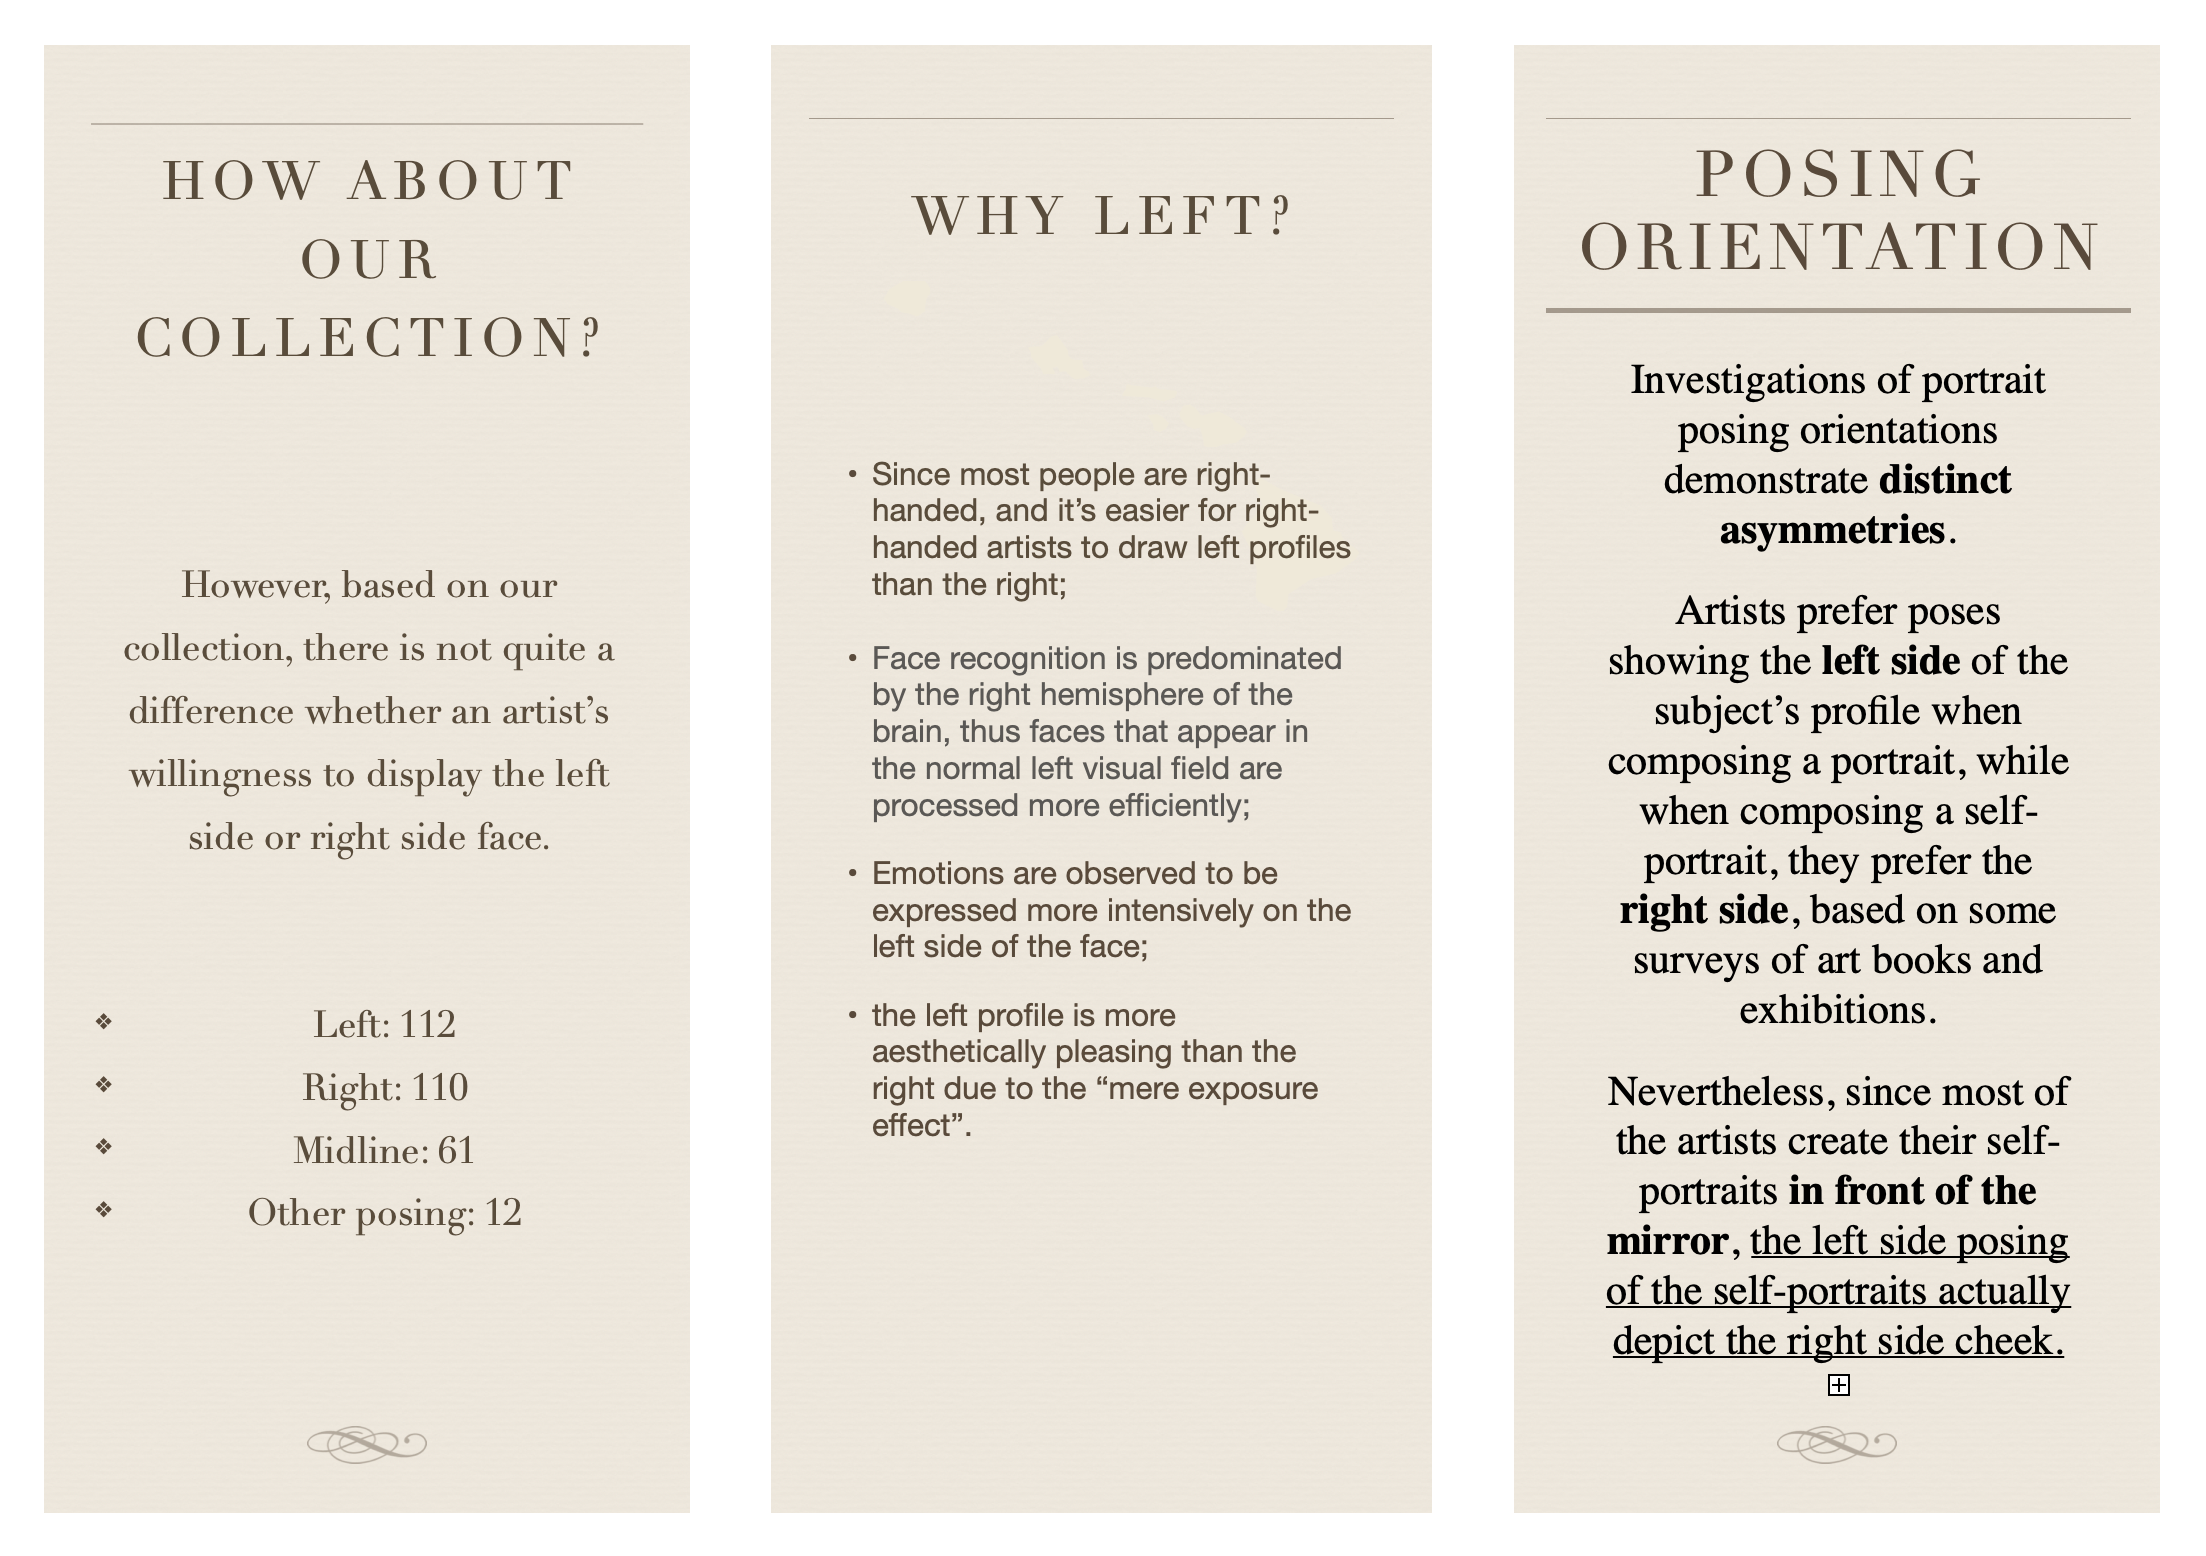 HOW ABOUT
OUR
COLLECTION?
However, based on our
collection, there is not quite a
difference whether an artist’s
willingness to display the left
side or right side face.
❖ Left: 112
❖ Right: 110
❖ Midline: 61
❖ Other posing: 12
WHY LEFT?
• Since most people are right-
handed, and it’s easier for right-
handed artists to draw left profiles
than the right;
• Face recognition is predominated
by the right hemisphere of the
brain, thus faces that appear in
the normal left visual field are
processed more efficiently;
• Emotions are observed to be
expressed more intensively on the
left side of the face;
• the left profile is more
aesthetically pleasing than the
right due to the “mere exposure
effect”.
POSING
ORIENTATION
Investigations of portrait
posing orientations
demonstrate distinct
asymmetries.
Artists prefer poses
showing the left side of the
subject’s profile when
composing a portrait, while
when composing a self-
portrait, they prefer the
right side, based on some
surveys of art books and
exhibitions.
Nevertheless, since most of
the artists create their self-
portraits in front of the
mirror, the left side posing
of the self-portraits actually
depict the right side cheek.